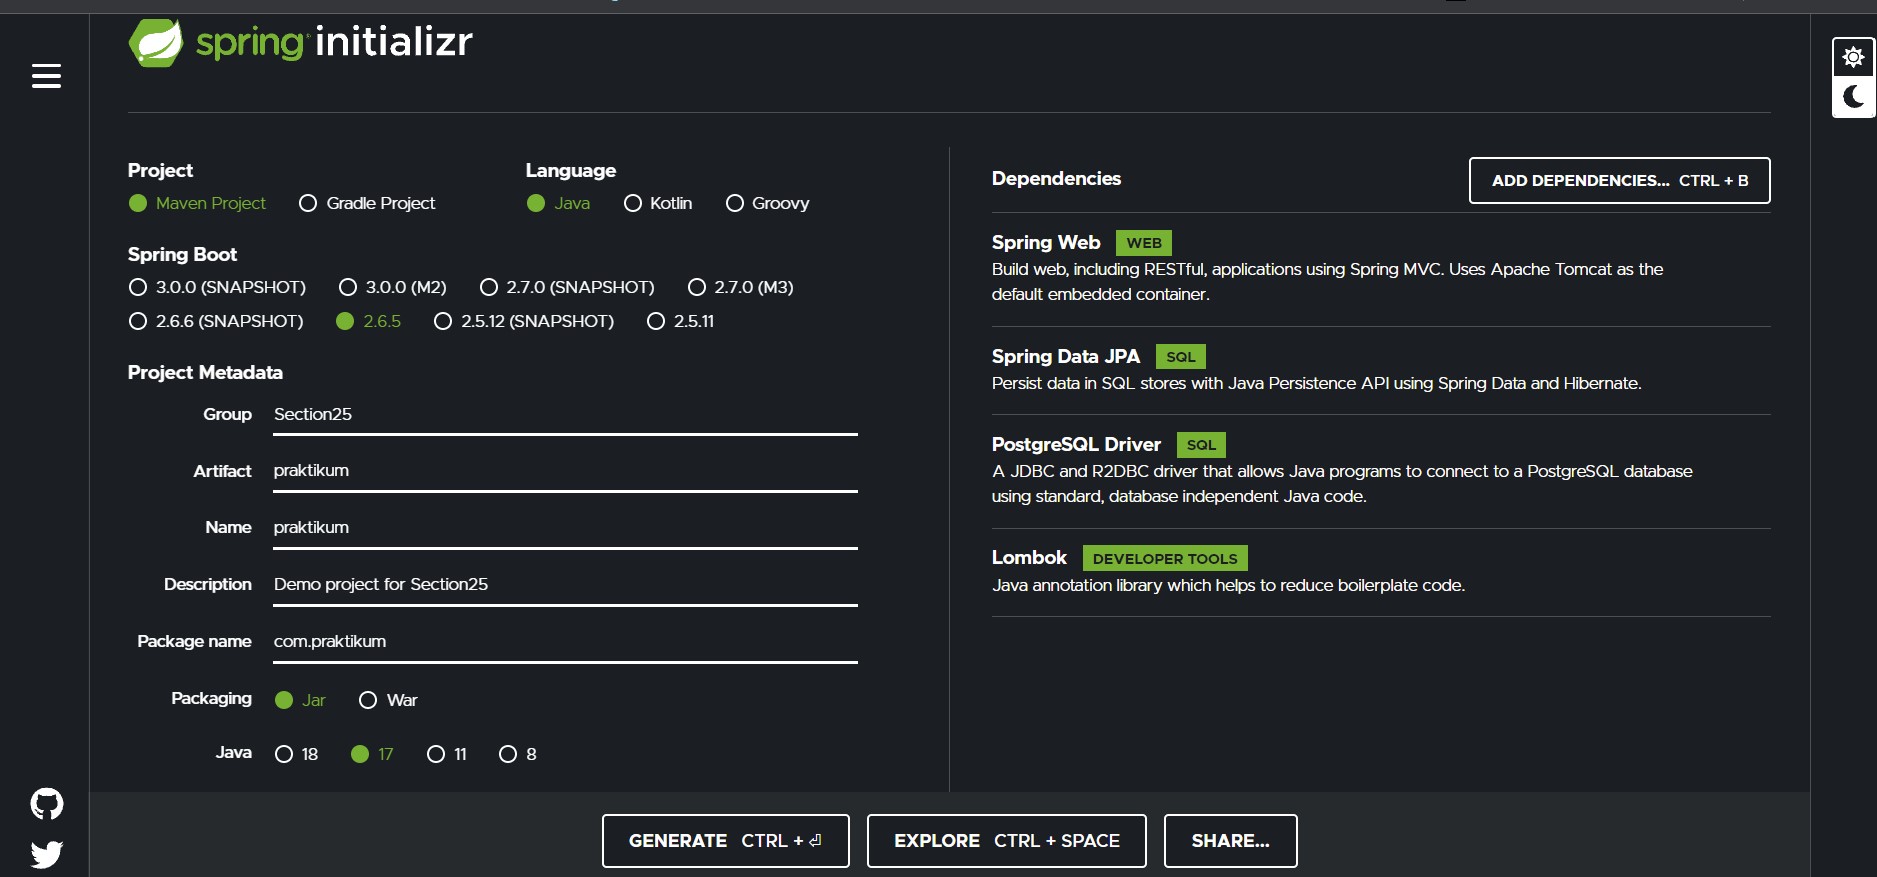 spring initializr
Project
Maven Project Gradle Project
Language
Java Kotlin Groovy
Spring Boot
3.0.0 (SNAPSHOT) 3.0.0 (M2) 2.7.0 (SNAPSHOT) 2.7.0 (M3)
2.6.6 (SNAPSHOT) 2.6.5 2.5.12 (SNAPSHOT) 2.5.11
Project Metadata
Group Section25
Artifact praktikum
Name praktikum
Description Demo project for Section25
Package name com.praktikum
Packaging Jar War
Java 18 17 11 8
Dependencies
ADD DEPENDENCIES... CTRL + B
Spring Web WEB
Build web, including RESTful, applications using Spring MVC. Uses Apache Tomcat as the
default embedded container.
Spring Data JPA SQL
Persist data in SQL stores with Java Persistence API using Spring Data and Hibernate.
PostgreSQL Driver SQL
A JDBC and R2DBC driver that allows Java programs to connect to a PostgreSQL database
using standard, database independent Java code.
Lombok DEVELOPER TOOLS
Java annotation library which helps to reduce boilerplate code.
GENERATE CTRL + ⏎ EXPLORE CTRL + SPACE SHARE...